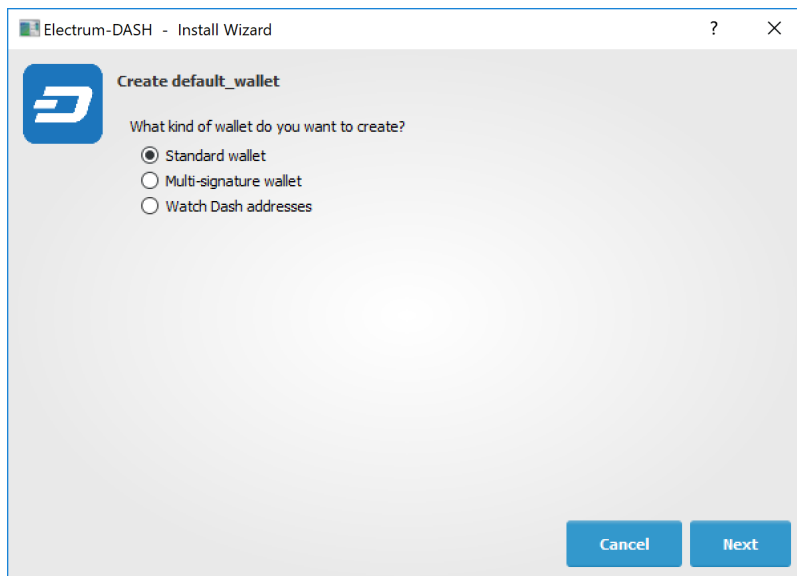 Electrum-DASH - Install Wizard
Create default_wallet
What kind of wallet do you want to create?
Standard wallet
Multi-signature wallet
Watch Dash addresses
Cancel Next